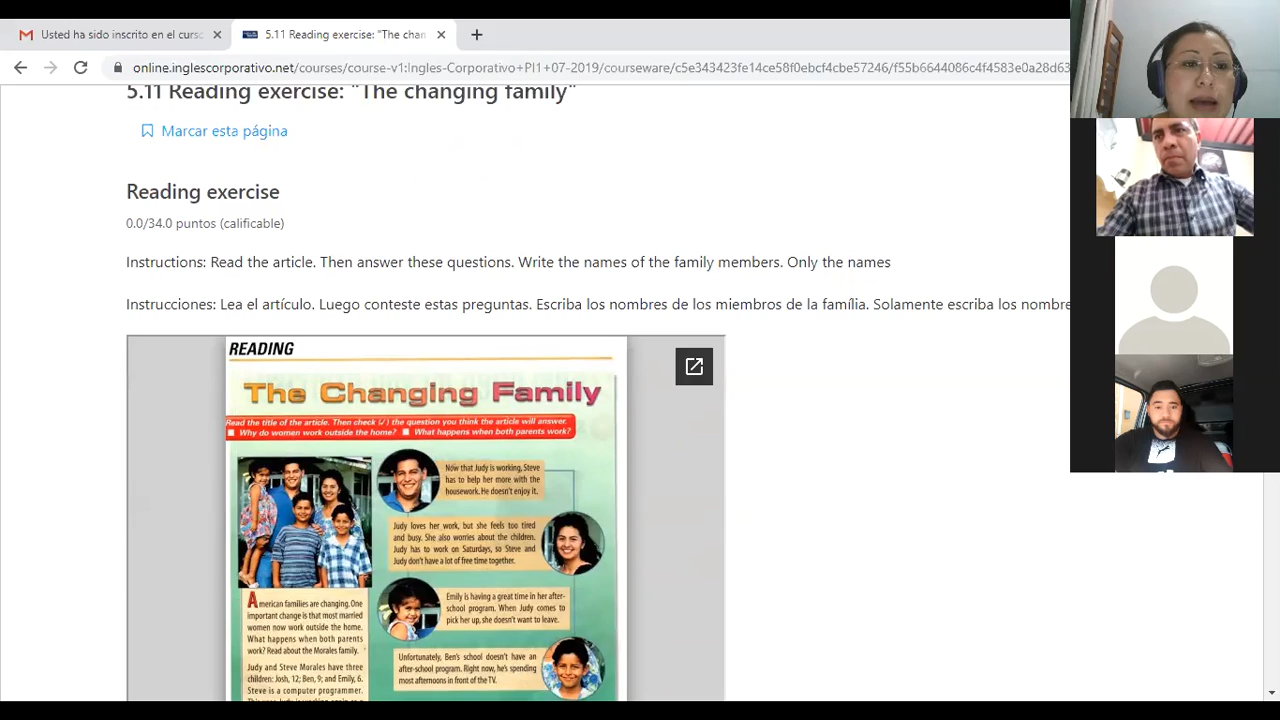 Usted ha sido inscrito en el curso
5.11 Reading exercise: "The chan
online.inglescorporativo.net/courses/course-v1:Ingles-Corporativo+PI1+07-2019/courseware/c5e343423fe14ce58f0ebcf4cbe57246/f55b6644086c4f4583e0a28d63
5.11 Reading exercise: "The changing family"
Marcar esta página
Reading exercise
0.0/34.0 puntos (calificable)
Instructions: Read the article. Then answer these questions. Write the names of the family members. Only the names
Instrucciones: Lea el artículo. Luego conteste estas preguntas. Escriba los nombres de los miembros de la família. Solamente escriba los nombre
READING
The Changing Family
Read the title of the article. Then check (✓) the question you think the article will answer.
Why do women work outside the home? What happens when both parents work?
Now that Judy is working, Steve
has to help her more with the
housework. He doesn't enjoy it.
Judy loves her work, but she feels too tired
and busy. She also worries about the children.
Judy has to work on Saturdays, so Steve and
Judy don't have a lot of free time together.
American families are changing. One
important change is that most married
women now work outside the home.
What happens when both parents
work? Read about the Morales family.
Emily is having a great time in her after-
school program. When Judy comes to
pick her up, she doesn't want to leave.
Unfortunately, Ben's school doesn't have an
after-school program. Right now, he's spending
most afternoons in front of the TV.
Judy and Steve Morales have three
children: Josh, 12; Ben, 9; and Emily, 6.
Steve is a computer programmer.